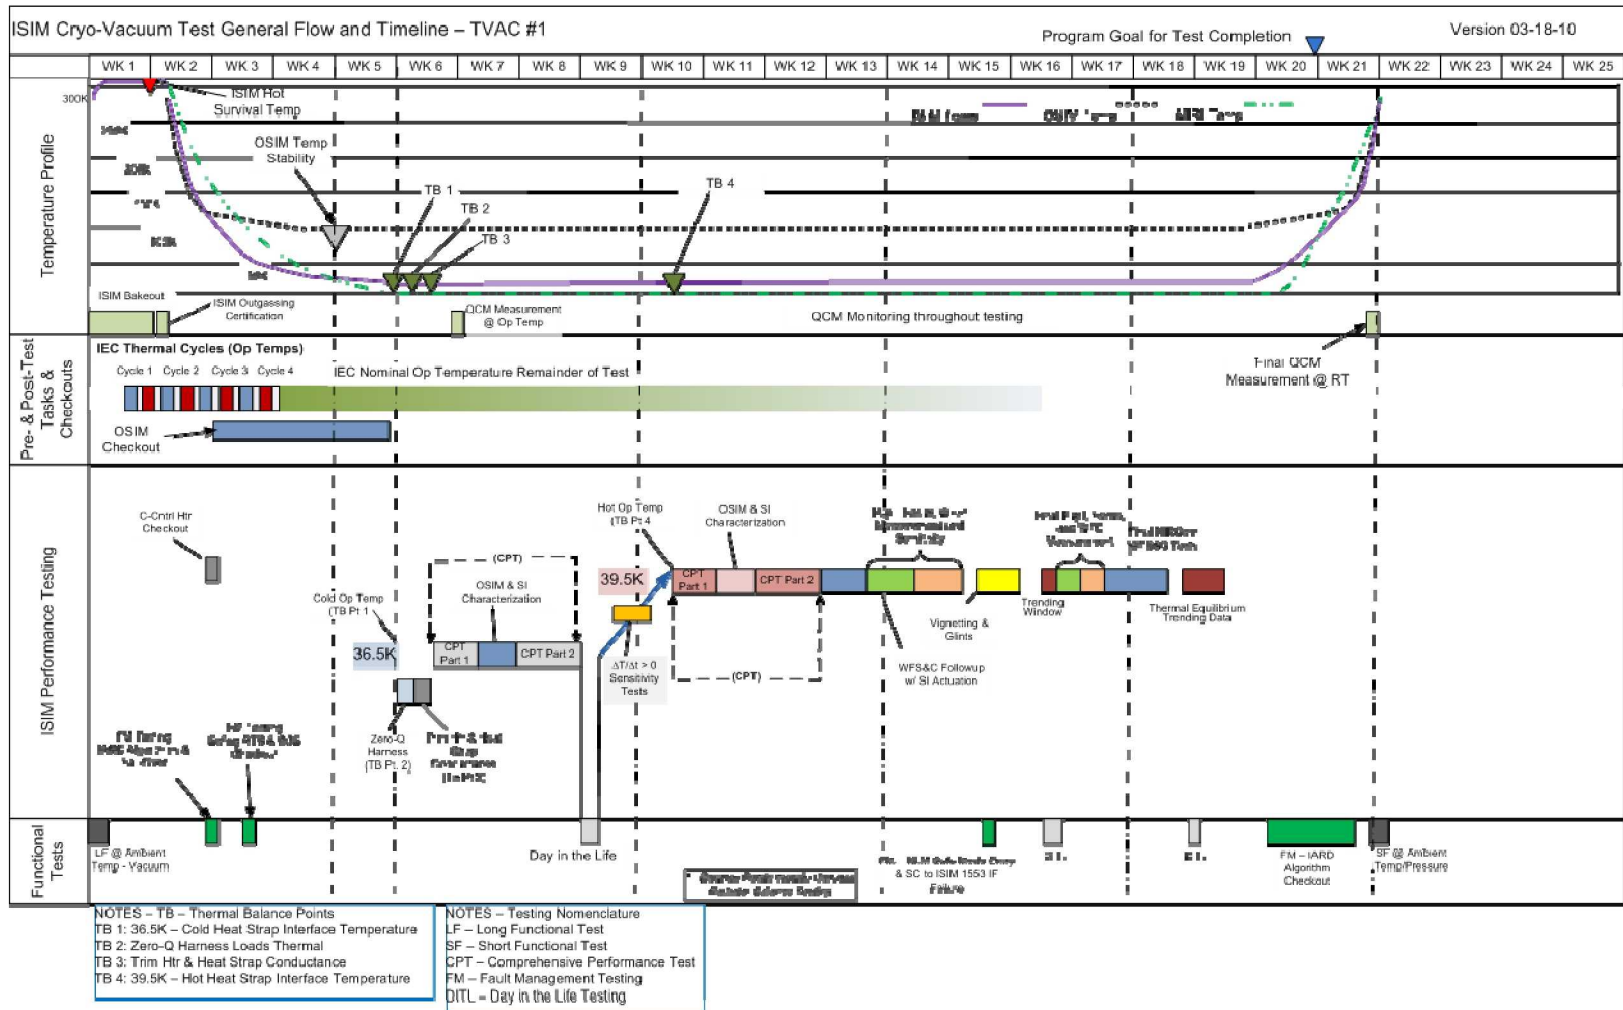 ISIM Cryo-Vacuum Test General Flow and Timeline – TVAC #1
Program Goal for Test Completion
Version 03-18-10
WK 1 WK 2 WK 3 WK 4 WK 5 WK 6 WK 7 WK 8 WK 9 WK 10 WK 11 WK 12 WK 13 WK 14 WK 15 WK 16 WK 17 WK 18 WK 19 WK 20 WK 21 WK 22 WK 23 WK 24 WK 25
Temperature Profile
300K
ISIM Hot
Survival Temp
OSIM Temp
Stability
TB 1
TB 2
TB 3
TB 4
ISIM Bakeout
ISIM Outgassing
Certification
QCM Measurement
@ Op Temp
QCM Monitoring throughout testing
Final QCM
Measurement @ RT
Pre- & Post-Test
Tasks &
Checkouts
IEC Thermal Cycles (Op Temps)
Cycle 1 Cycle 2 Cycle 3 Cycle 4
IEC Nominal Op Temperature Remainder of Test
OSIM
Checkout
ISIM Performance Testing
C-Cntrl Htr
Checkout
Cold Op Temp
(TB Pt 1
36.5K
(CPT)
OSIM & SI
Characterization
CPT
Part 1
CPT Part 2
Zero-Q
Harness
(TB Pt. 2)
Hot Op Temp
(TB Pt 4
39.5K
ΔT/Δt > 0
Sensitivity
Tests
OSIM & SI
Characterization
CPT
Part 1
CPT Part 2
(CPT)
WFS&C Followup
w/ SI Actuation
Vignetting &
Glints
Trending
Window
Thermal Equilibrium
Trending Data
Functional
Tests
LF @ Ambient
Temp - Vacuum
Day in the Life
& SC to ISIM 1553 IF
Failure
FM – IARD
Algorithm
Checkout
SF @ Ambient
Temp/Pressure
NOTES – TB – Thermal Balance Points
TB 1: 36.5K – Cold Heat Strap Interface Temperature
TB 2: Zero-Q Harness Loads Thermal
TB 3: Trim Htr & Heat Strap Conductance
TB 4: 39.5K – Hot Heat Strap Interface Temperature
NOTES – Testing Nomenclature
LF – Long Functional Test
SF – Short Functional Test
CPT – Comprehensive Performance Test
FM – Fault Management Testing
DITL – Day in the Life Testing